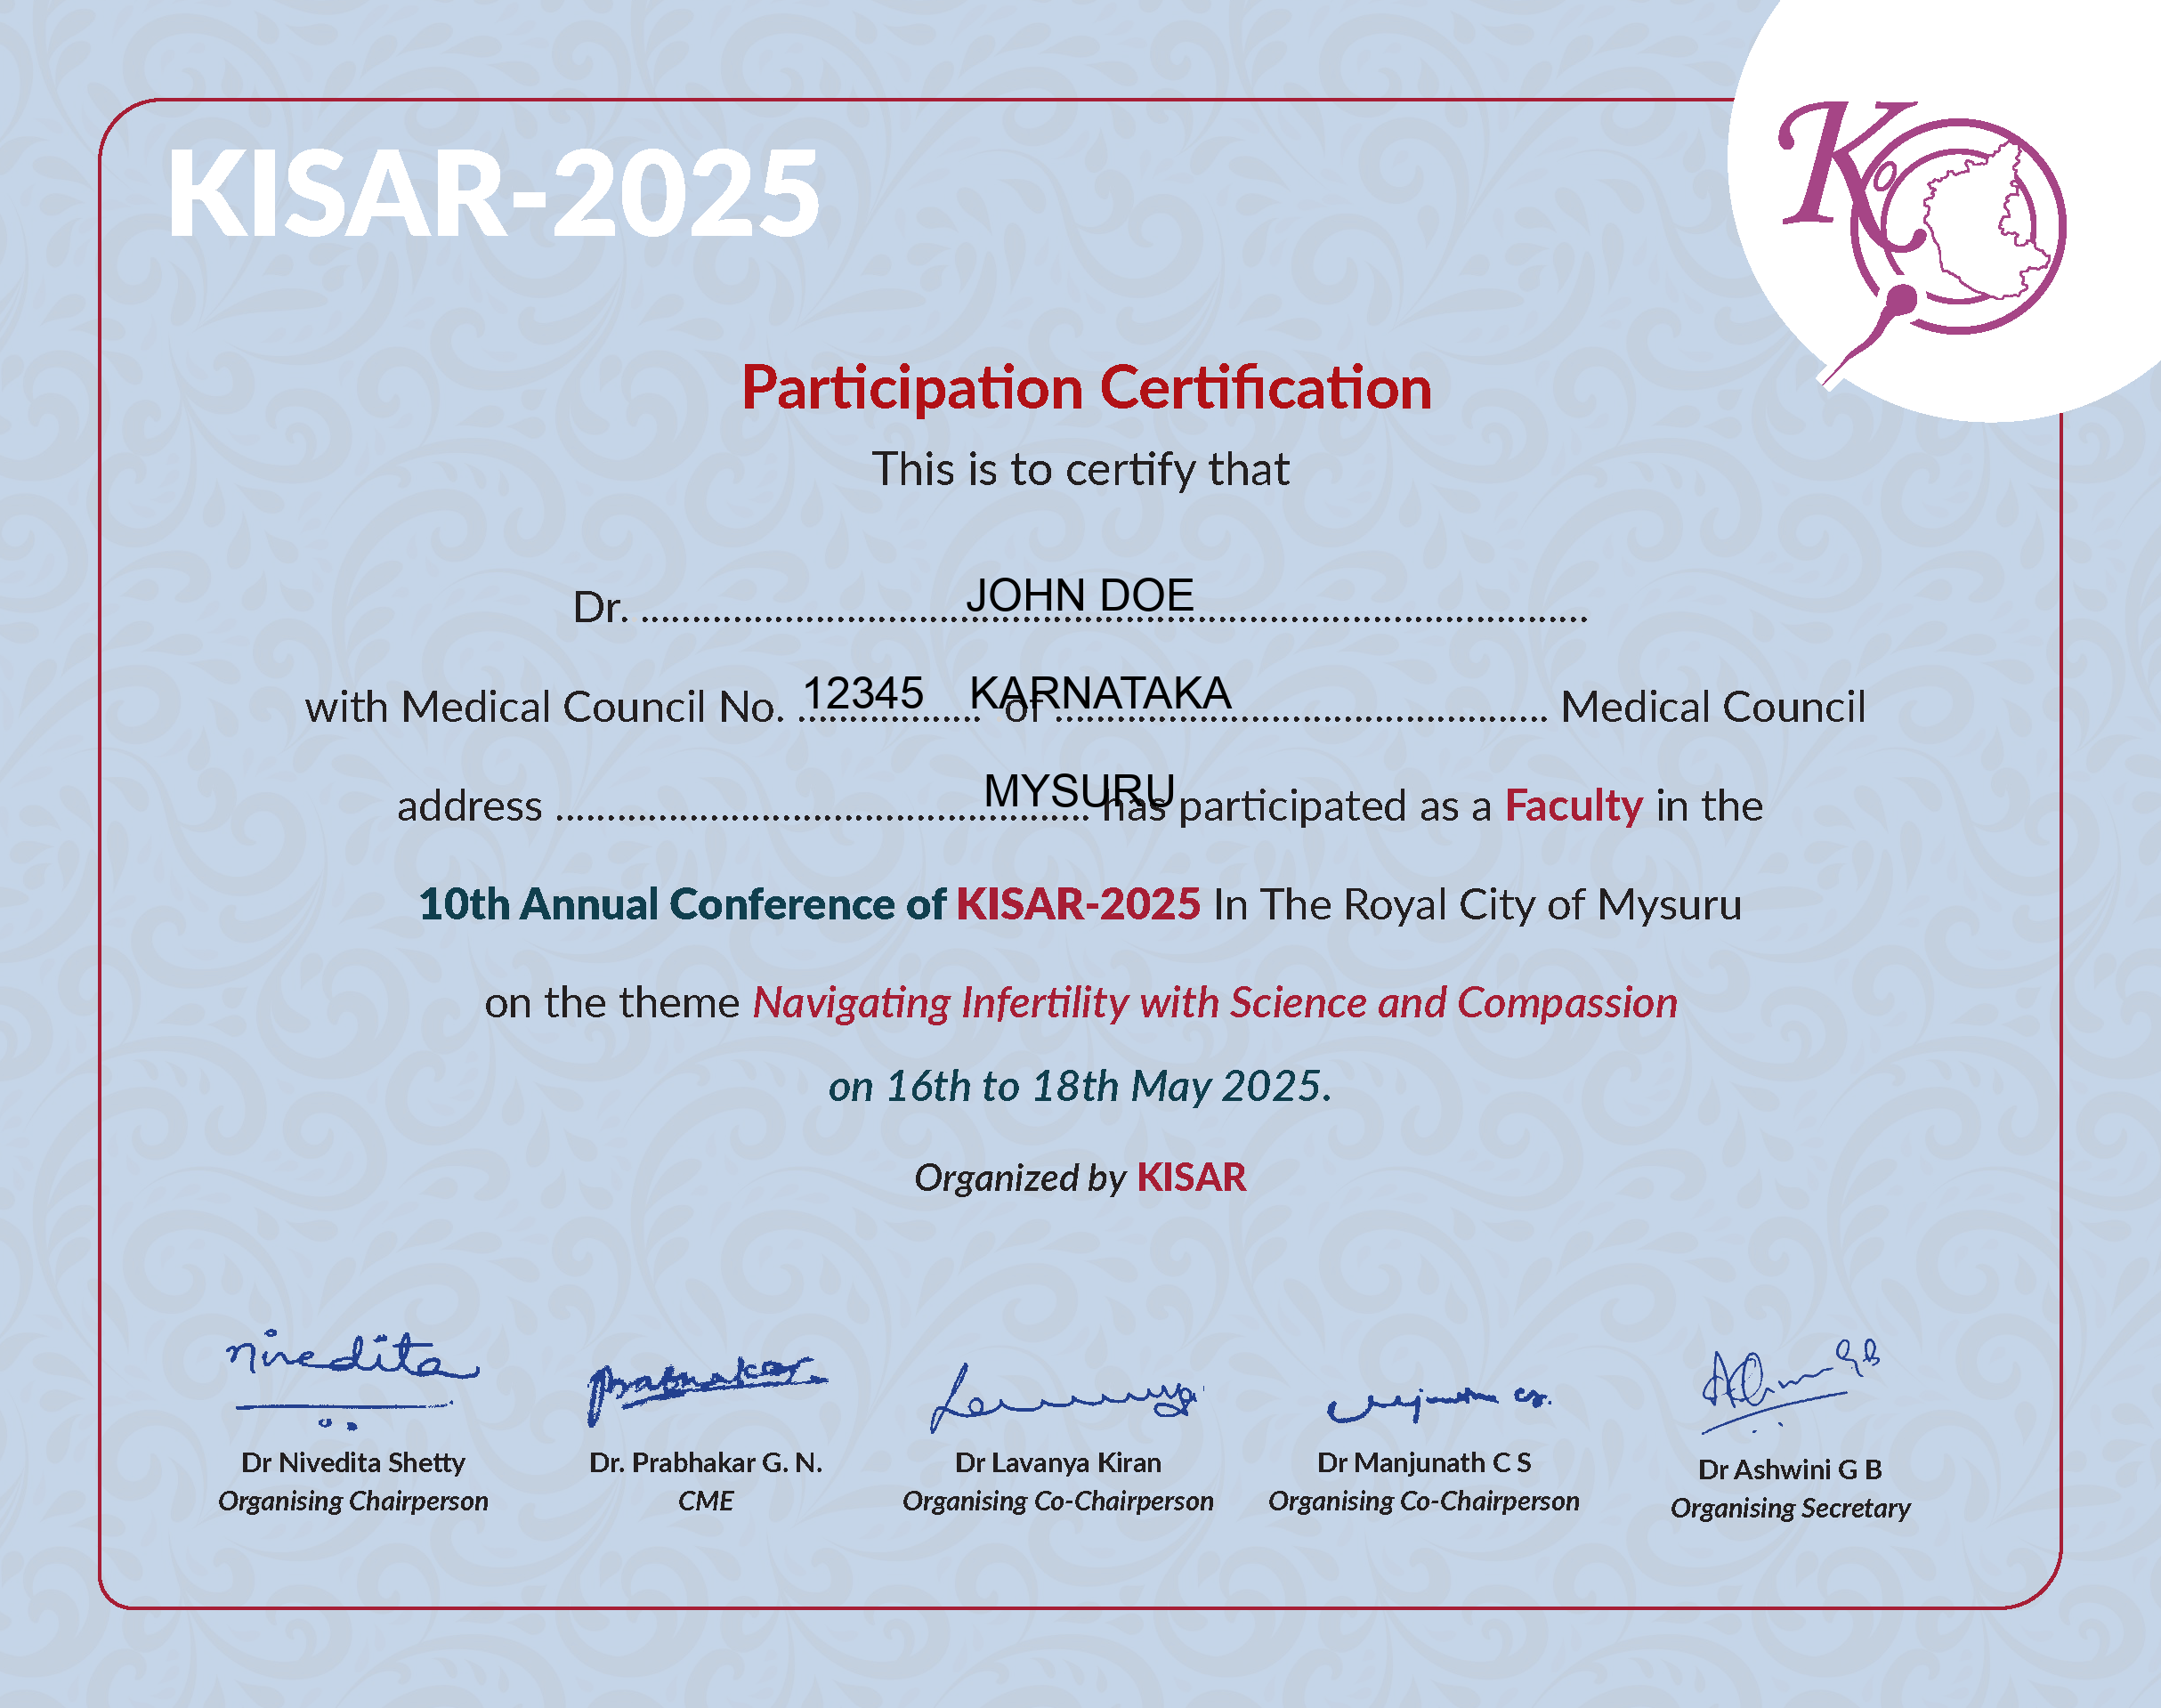 KISAR-2025
Participation Certification
This is to certify that
Dr. JOHN DOE
with Medical Council No. 12345 of KARNATAKA Medical Council
address MYSURU has participated as a Faculty in the
10th Annual Conference of KISAR-2025 In The Royal City of Mysuru
on the theme Navigating Infertility with Science and Compassion
on 16th to 18th May 2025.
Organized by KISAR
nivedita prabhakar
Dr Nivedita Shetty Dr. Prabhakar G. N. Dr Lavanya Kiran Dr Manjunath C S Dr Ashwini G B
Organising Chairperson CME Organising Co-Chairperson Organising Co-Chairperson Organising Secretary